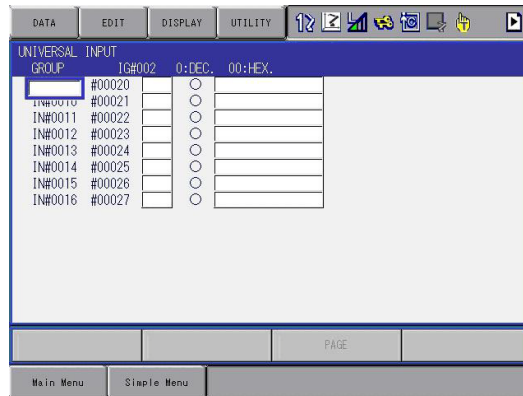 DATA EDIT DISPLAY UTILITY
UNIVERSAL INPUT
GROUP IG#002 0:DEC. 00:HEX.
#00020
IN#0010 #00021
IN#0011 #00022
IN#0012 #00023
IN#0013 #00024
IN#0014 #00025
IN#0015 #00026
IN#0016 #00027
PAGE
Main Menu Simple Menu